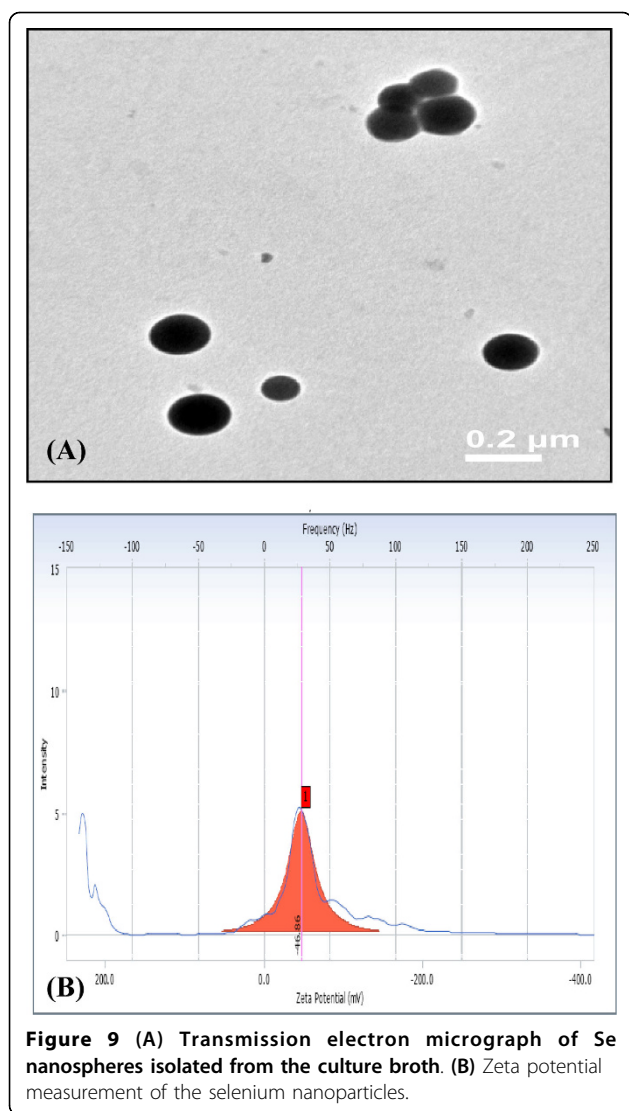 (A)
0.2 µm
Frequency (Hz)
-150 -100 -50 0 50 100 150 200 250
15
10
Intensity
5
1
0
-46.86
(B)
200.0 0.0 -200.0 -400.0
Zeta Potential (mV)
Figure 9 (A) Transmission electron micrograph of Se
nanospheres isolated from the culture broth. (B) Zeta potential
measurement of the selenium nanoparticles.